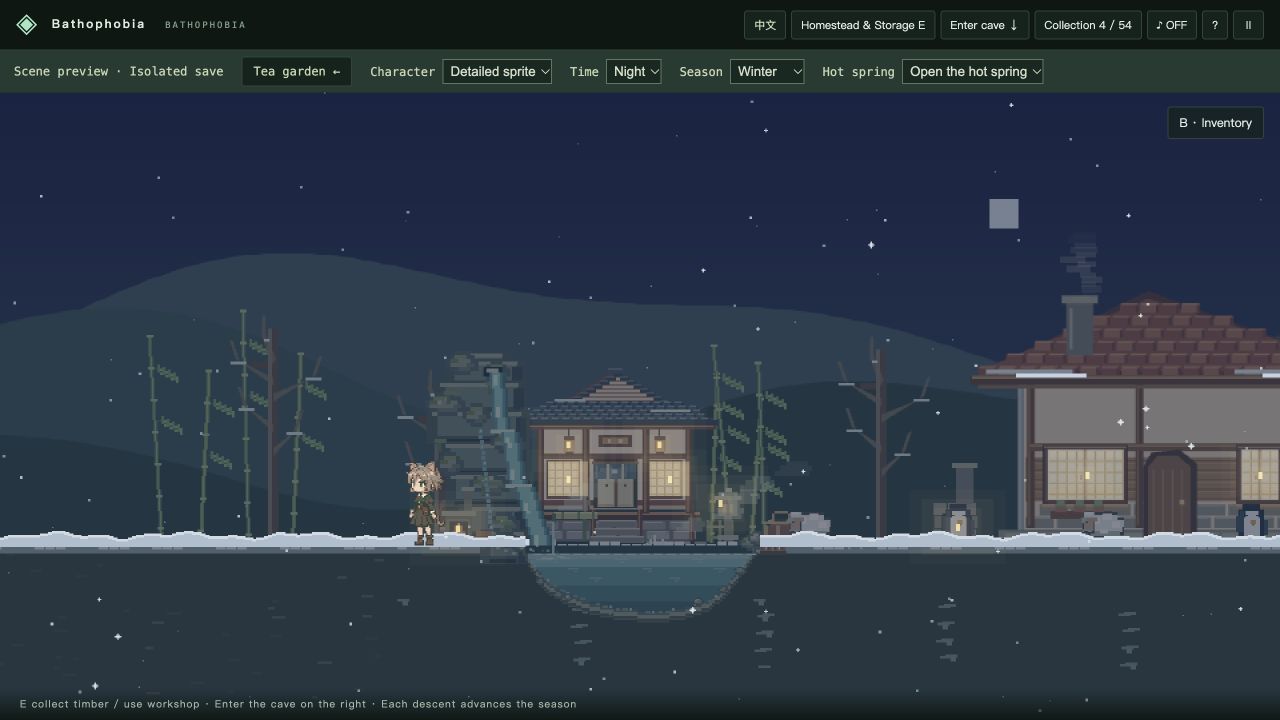 Bathophobia BATHOPHOBIA 中文 Homestead & Storage E Enter cave ↓ Collection 4 / 54 ♪ OFF ? II
Scene preview · Isolated save Tea garden ← Character Detailed sprite Time Night Season Winter Hot spring Open the hot spring
B · Inventory
E collect timber / use workshop · Enter the cave on the right · Each descent advances the season